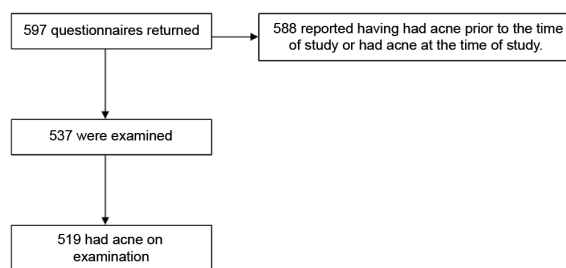 597 questionnaires returned
588 reported having had acne prior to the time
of study or had acne at the time of study.
537 were examined
519 had acne on
examination